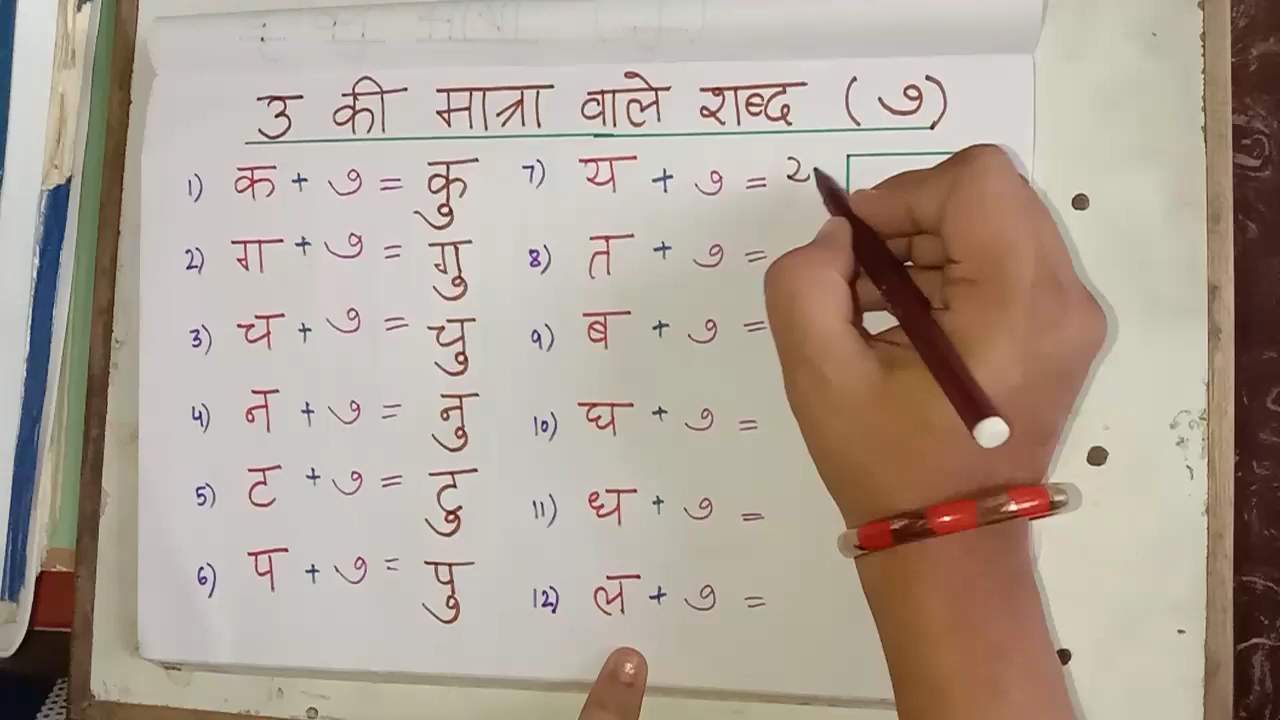 उ की मात्रा वाले शब्द ( ु )
1) क + ु = कु
2) ग + ु = गु
3) च + ु = चु
4) न + ु = नु
5) ट + ु = टु
6) प + ु = पु
7) य + ु =
8) त + ु =
9) ब + ु =
10) घ + ु =
11) ध + ु =
12) ल + ु =